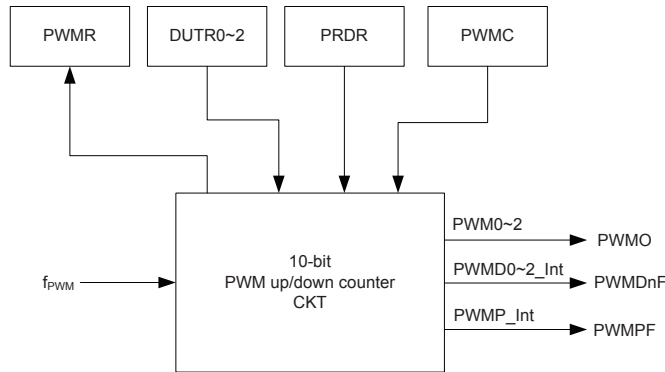 PWMR
DUTR0~2
PRDR
PWMC
10-bit
PWM up/down counter
CKT
fPWM
PWM0~2
PWMO
PWMD0~2_Int
PWMDnF
PWMP_Int
PWMPF